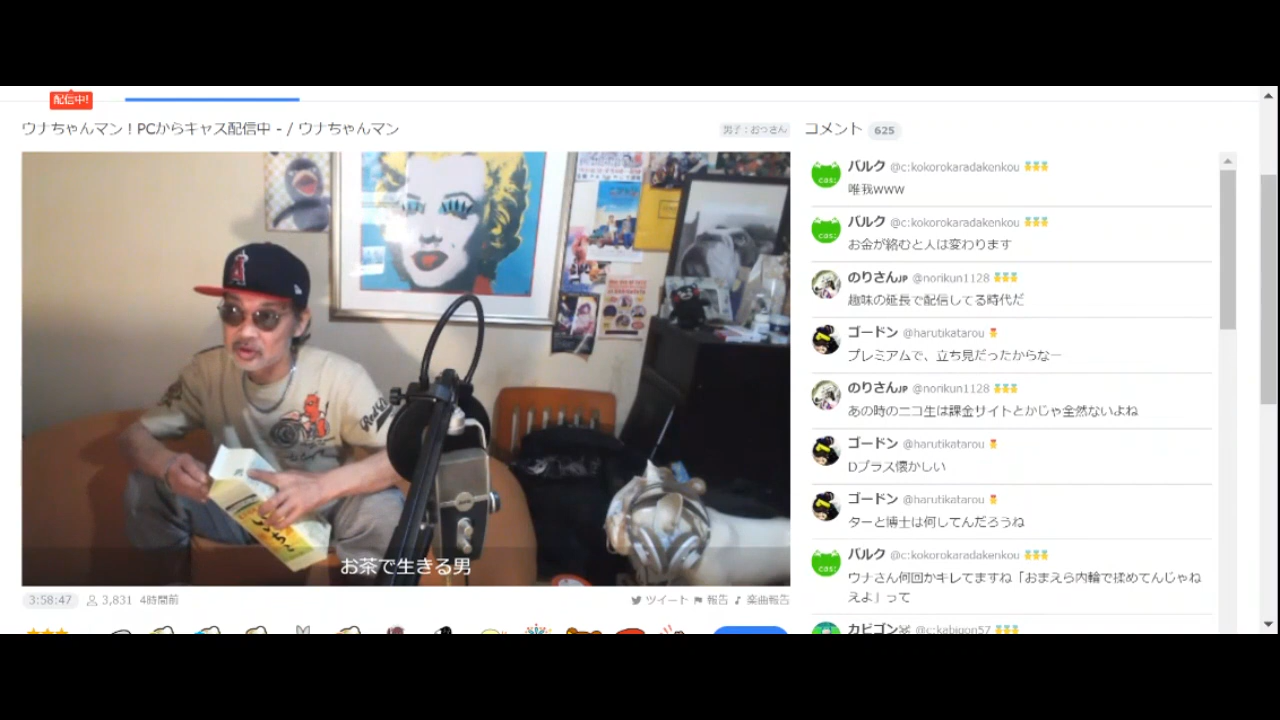 配信中!
ウナちゃんマン！PCからキャス配信中 - / ウナちゃんマン
男子：おっさん
お茶で生きる男
3:58:47 3,831 4時間前
ツイート 報告 楽曲報告
コメント 625
バルク @c:kokorokaradakenkou
唯我www
バルク @c:kokorokaradakenkou
お金が絡むと人は変わります
のりさんJP @norikun1128
趣味の延長で配信してる時代だ
ゴードン @harutikatarou
プレミアムで、立ち見だったからなー
のりさんJP @norikun1128
あの時のニコ生は課金サイトとかじゃ全然ないよね
ゴードン @harutikatarou
Dプラス懐かしい
ゴードン @harutikatarou
ターと博士は何してんだろうね
バルク @c:kokorokaradakenkou
ウナさん何回かキレてますね「おまえら内輪で揉めてんじゃね
えよ」って
カビゴン @c:kabigon57